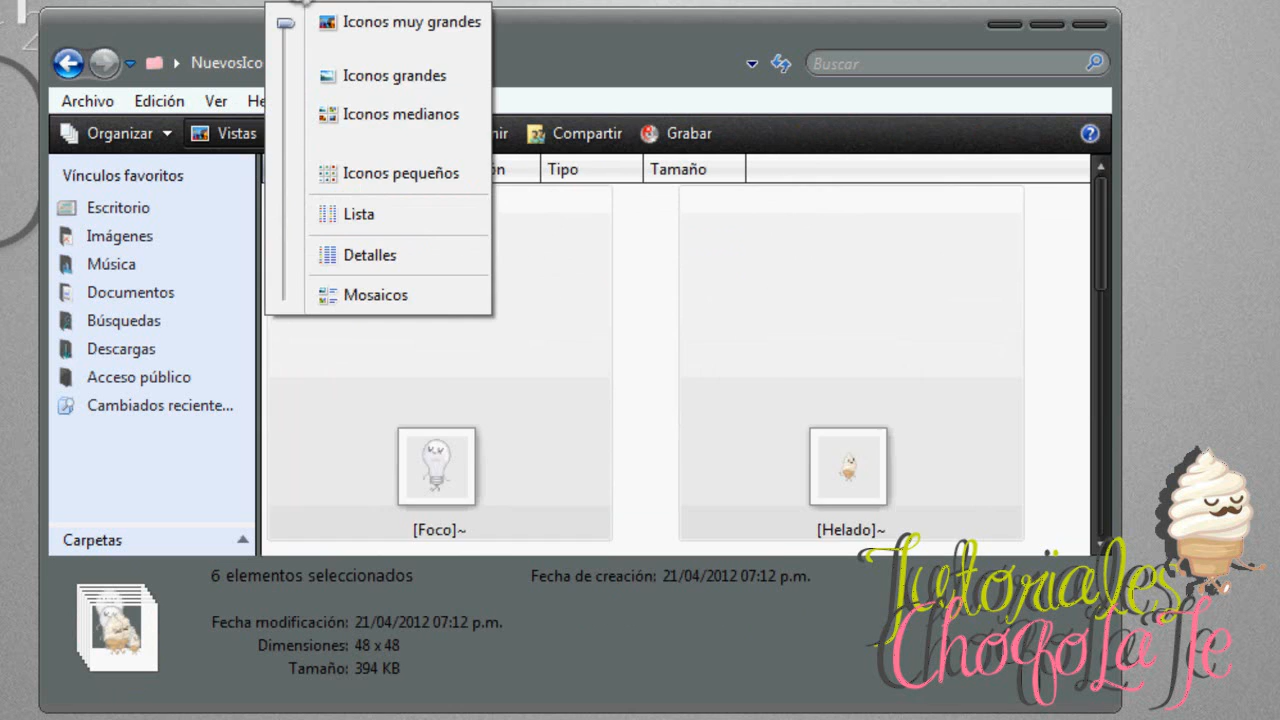 Iconos muy grandes
Iconos grandes
Iconos medianos
Iconos pequeños
Lista
Detalles
Mosaicos
NuevosIco
Buscar
Archivo Edición Ver He
Organizar Vistas nir Compartir Grabar
ón Tipo Tamaño
Vínculos favoritos
Escritorio
Imágenes
Música
Documentos
Búsquedas
Descargas
Acceso público
Cambiados reciente...
Carpetas
[Foco]~ [Helado]~
6 elementos seleccionados Fecha de creación: 21/04/2012 07:12 p.m.
Fecha modificación: 21/04/2012 07:12 p.m.
Dimensiones: 48 x 48
Tamaño: 394 KB
Tutoriales
ChoqoLaTe